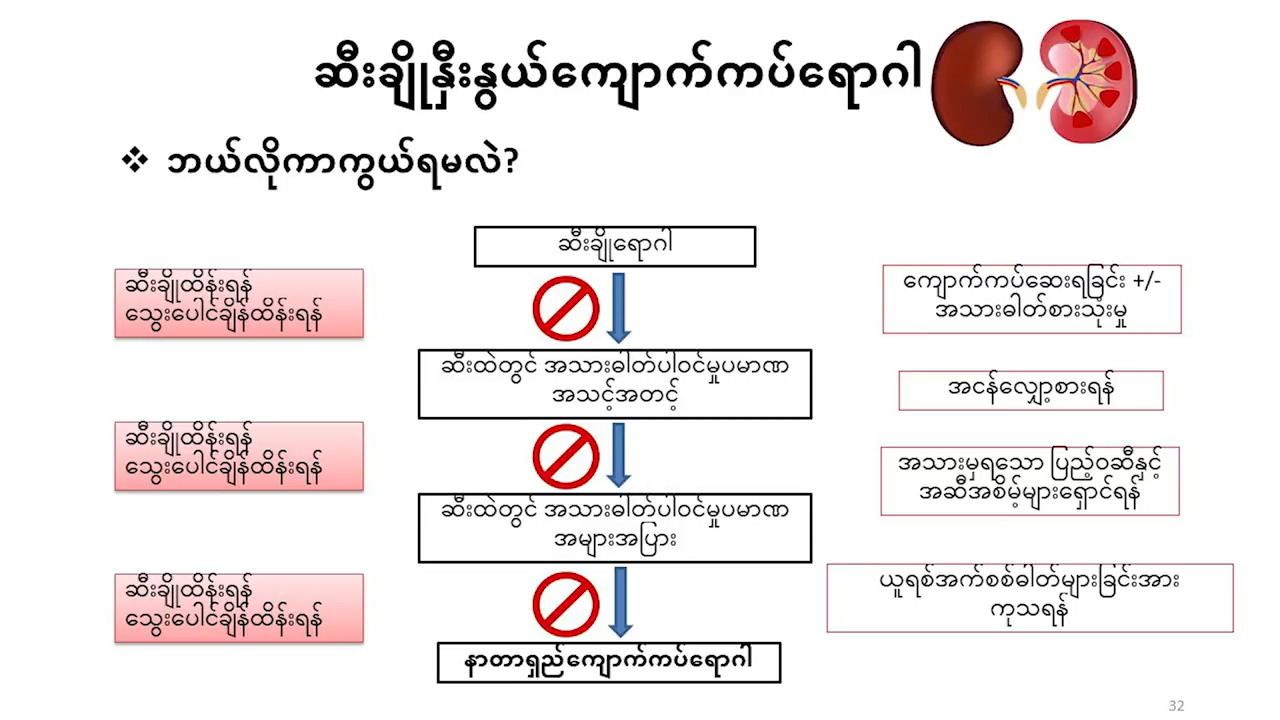 ဆီးချိုနှီးနွယ်ကျောက်ကပ်ရောဂါ
❖ ဘယ်လိုကာကွယ်ရမလဲ?
ဆီးချိုရောဂါ
ဆီးချိုထိန်းရန်
သွေးပေါင်ချိန်ထိန်းရန်
ကျောက်ကပ်ဆေးရခြင်း +/-
အသားဓါတ်စားသုံးမှု
ဆီးထဲတွင် အသားဓါတ်ပါဝင်မှုပမာဏ
အသင့်အတင့်
အငန်လျှော့စားရန်
ဆီးချိုထိန်းရန်
သွေးပေါင်ချိန်ထိန်းရန်
အသားမှရသော ပြည့်ဝဆီနှင့်
အဆီအစိမ့်များရှောင်ရန်
ဆီးထဲတွင် အသားဓါတ်ပါဝင်မှုပမာဏ
အများအပြား
ဆီးချိုထိန်းရန်
သွေးပေါင်ချိန်ထိန်းရန်
ယူရစ်အက်စစ်ဓါတ်များခြင်းအား
ကုသရန်
နာတာရှည်ကျောက်ကပ်ရောဂါ
32